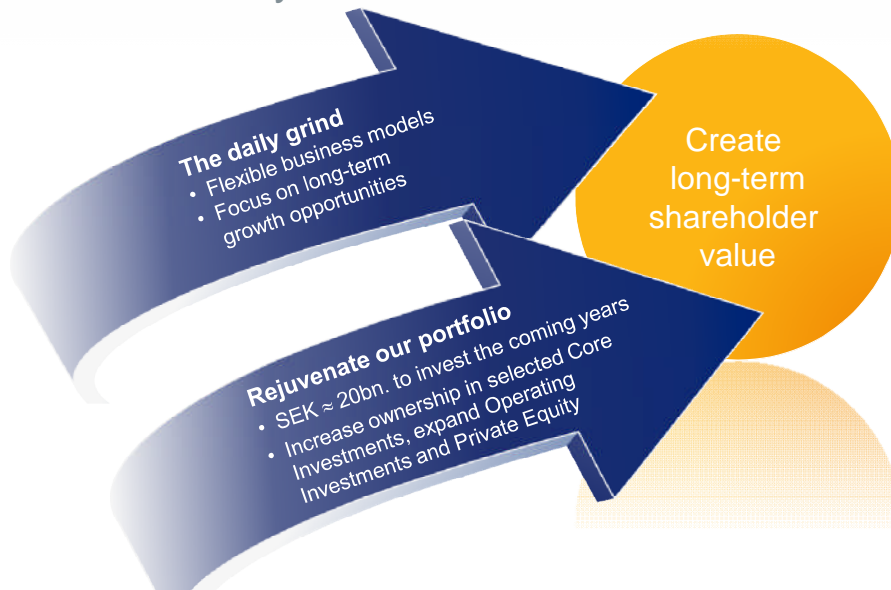 The daily grind
• Flexible business models
• Focus on long-term
growth opportunities
Create
long-term
shareholder
value
Rejuvenate our portfolio
• SEK ≈ 20bn. to invest the coming years
• Increase ownership in selected Core
Investments, expand Operating
Investments and Private Equity